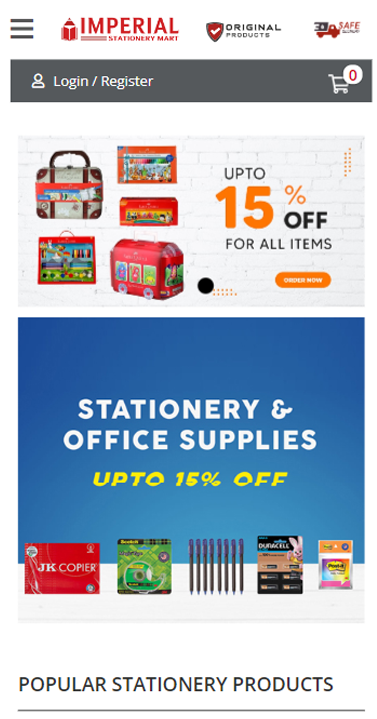 IMPERIAL
STATIONERY MART
ORIGINAL
PRODUCTS
SAFE
Login / Register
0
UPTO
15%
OFF
FOR ALL ITEMS
ORDER NOW
STATIONERY &
OFFICE SUPPLIES
UPTO 15% OFF
JK COPIER
Scotch
DURACELL
Post-it
POPULAR STATIONERY PRODUCTS